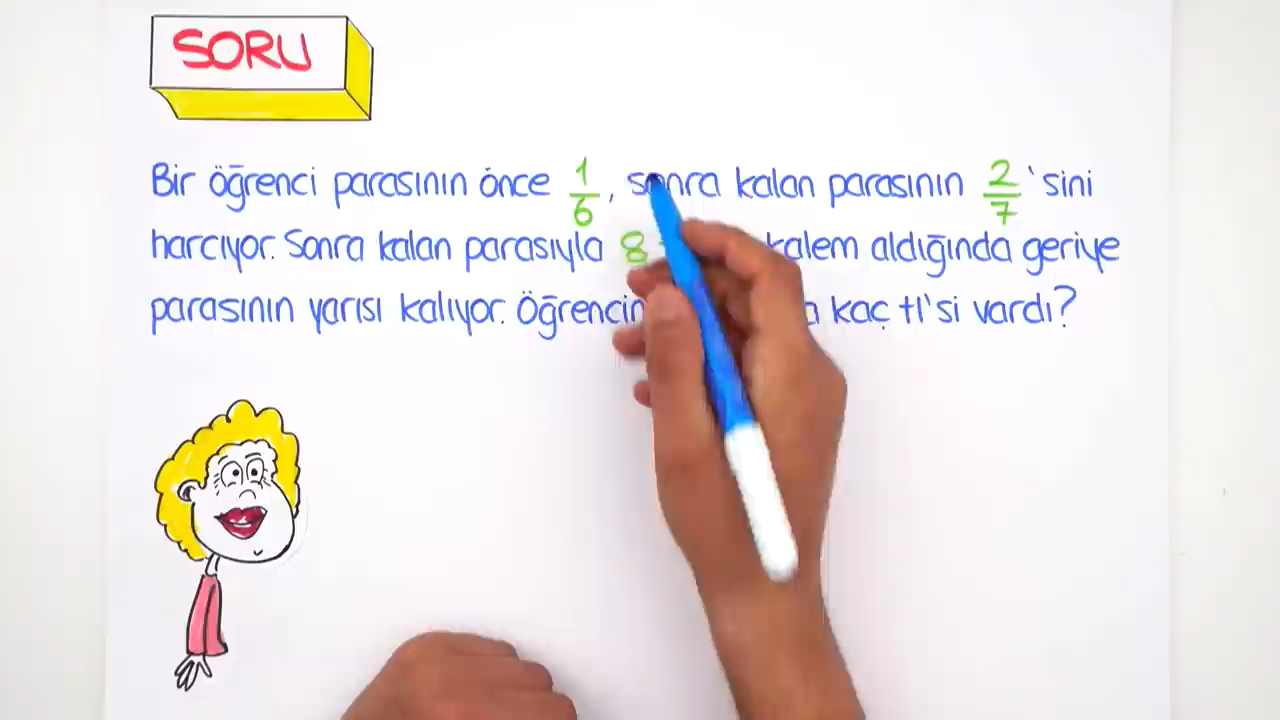 SORU
Bir öğrenci parasının önce 1/6, sonra kalan parasının 2/7 'sini
harcıyor. Sonra kalan parasıyla 8 kalem aldığında geriye
parasının yarısı kalıyor. kaç tl'si vardı?